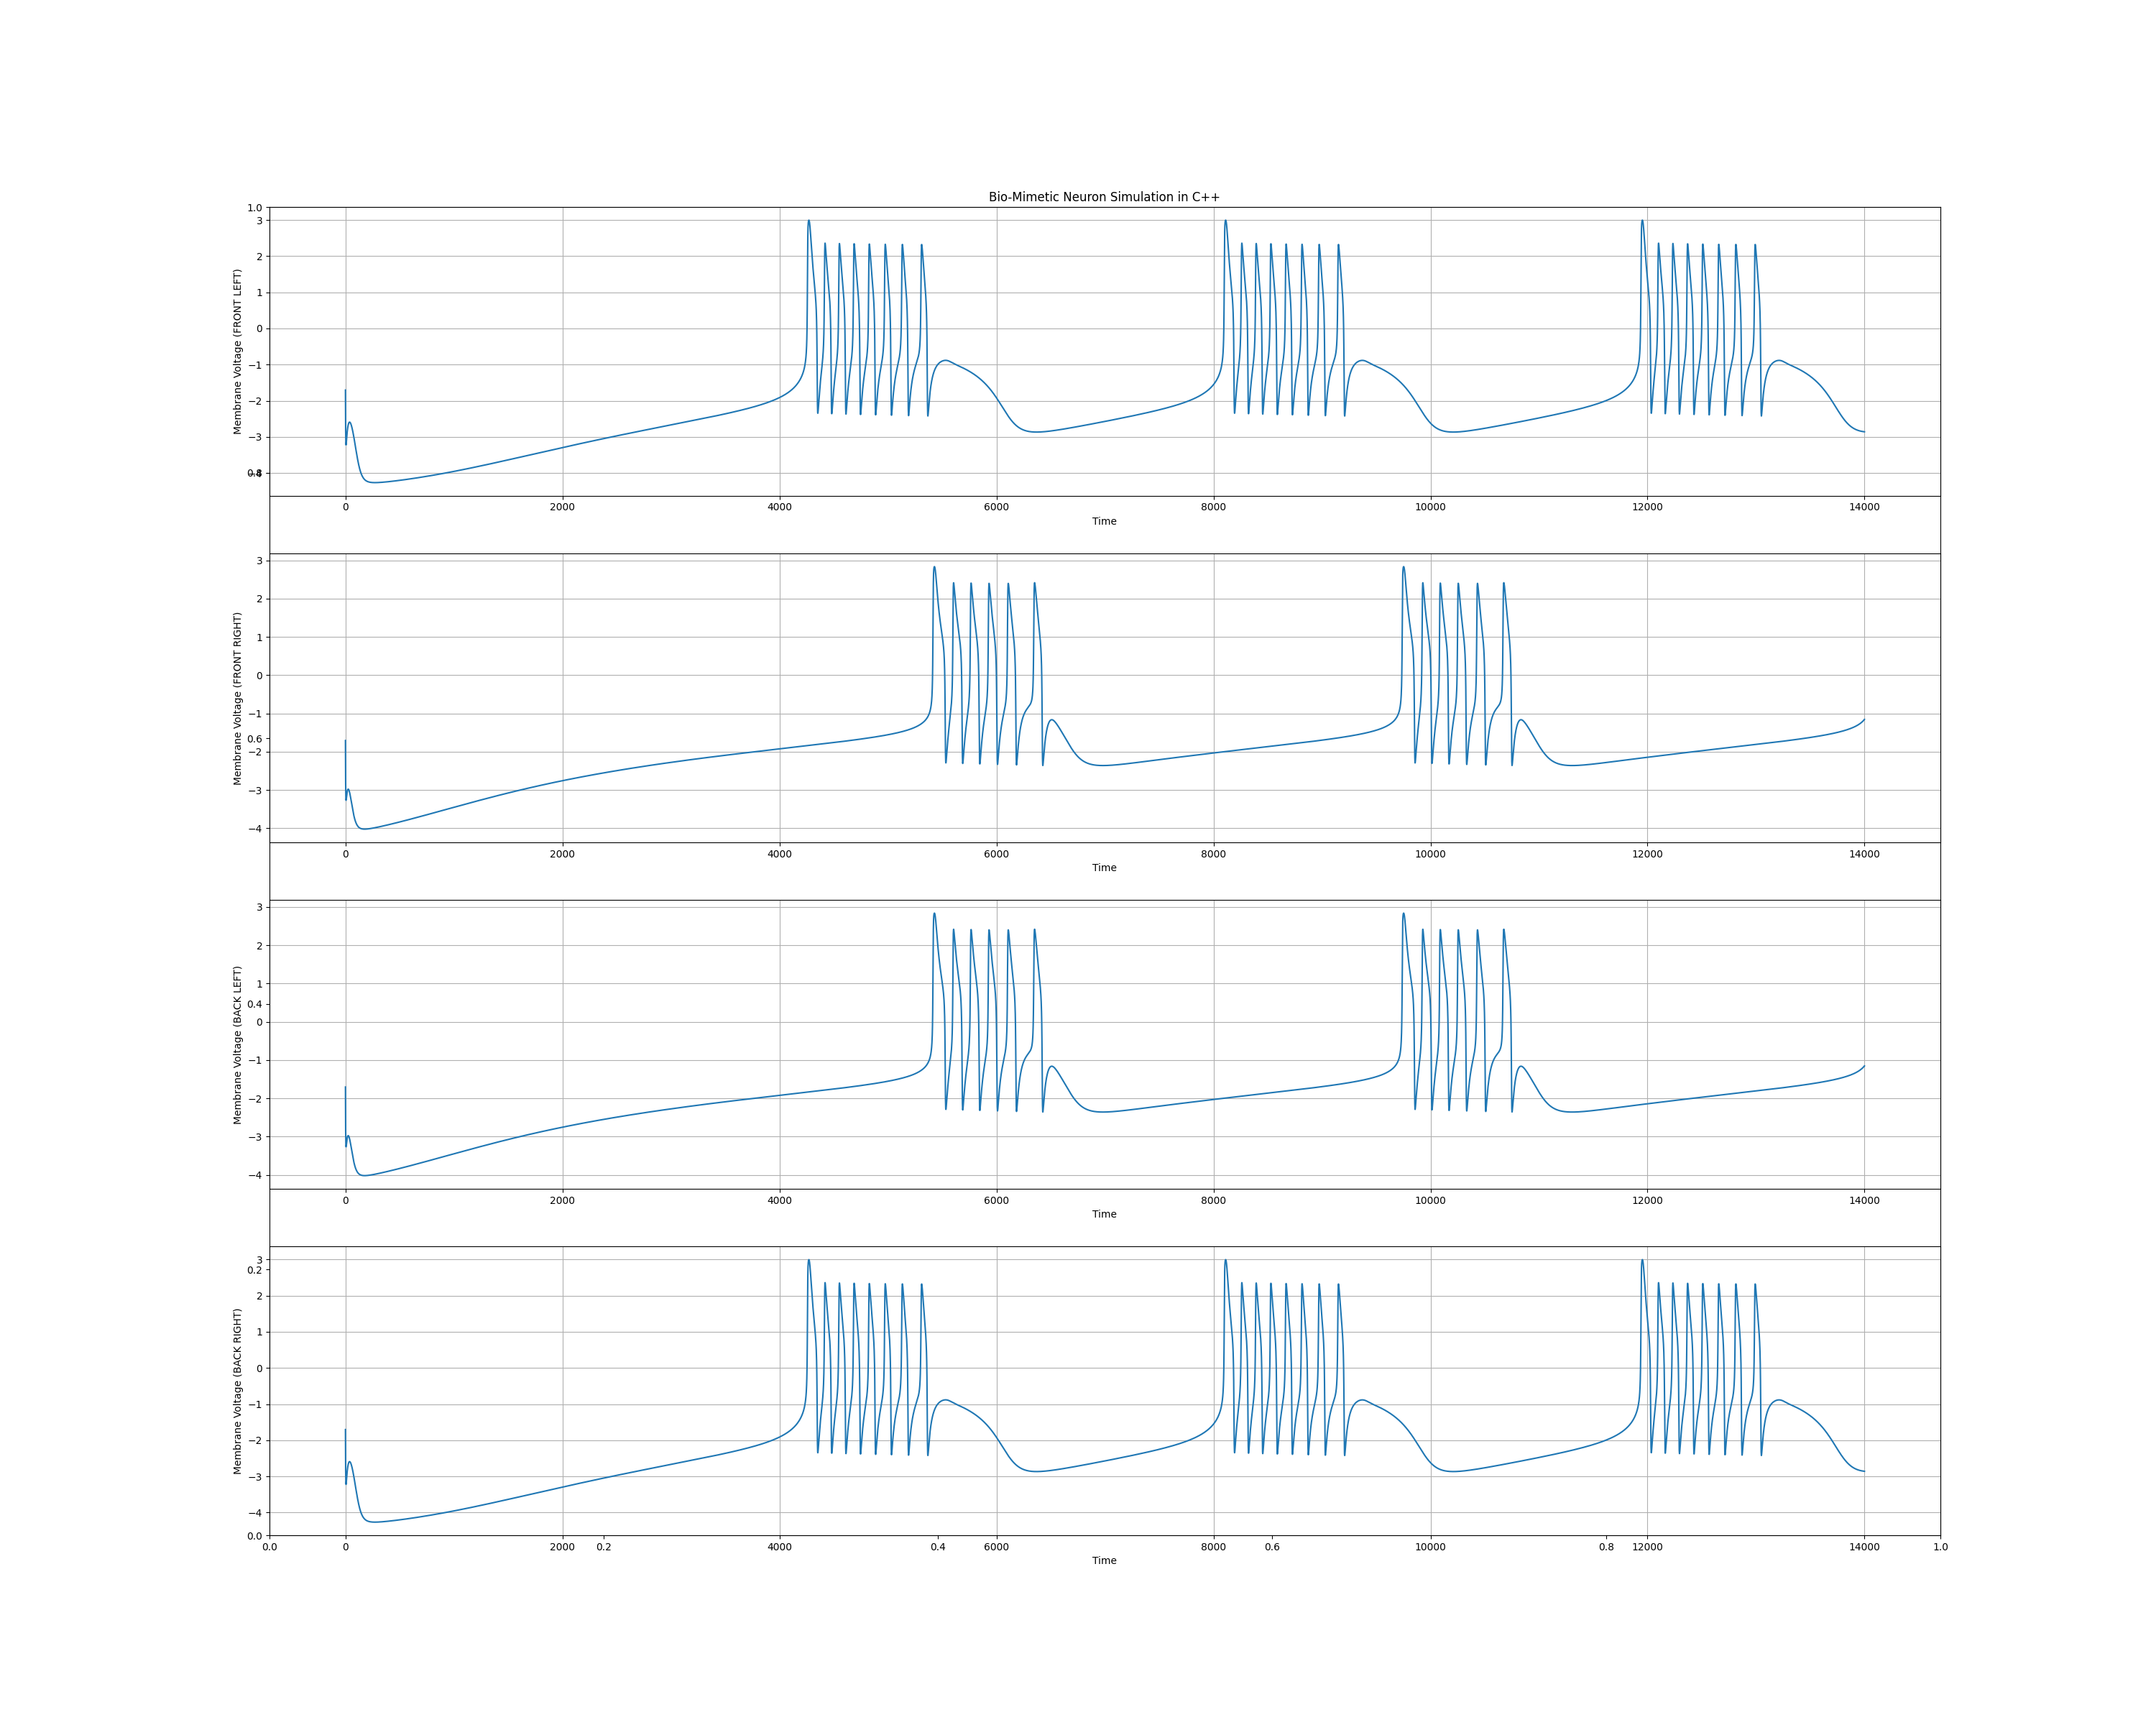 Bio-Mimetic Neuron Simulation in C++
1.0
3
2
1
0
−1
−2
−3
Membrane Voltage (FRONT LEFT)
0 2000 4000 6000 8000 10000 12000 14000
Time
3
2
1
0
−1
0.6
−2
−3
−4
Membrane Voltage (FRONT RIGHT)
0 2000 4000 6000 8000 10000 12000 14000
Time
3
2
1
0.4
0
−1
−2
−3
−4
Membrane Voltage (BACK LEFT)
0 2000 4000 6000 8000 10000 12000 14000
Time
3
0.2
2
1
0
−1
−2
−3
−4
0.0
Membrane Voltage (BACK RIGHT)
0.0 0 2000 0.2 4000 0.4 6000 8000 0.6 10000 0.8 12000 14000 1.0
Time